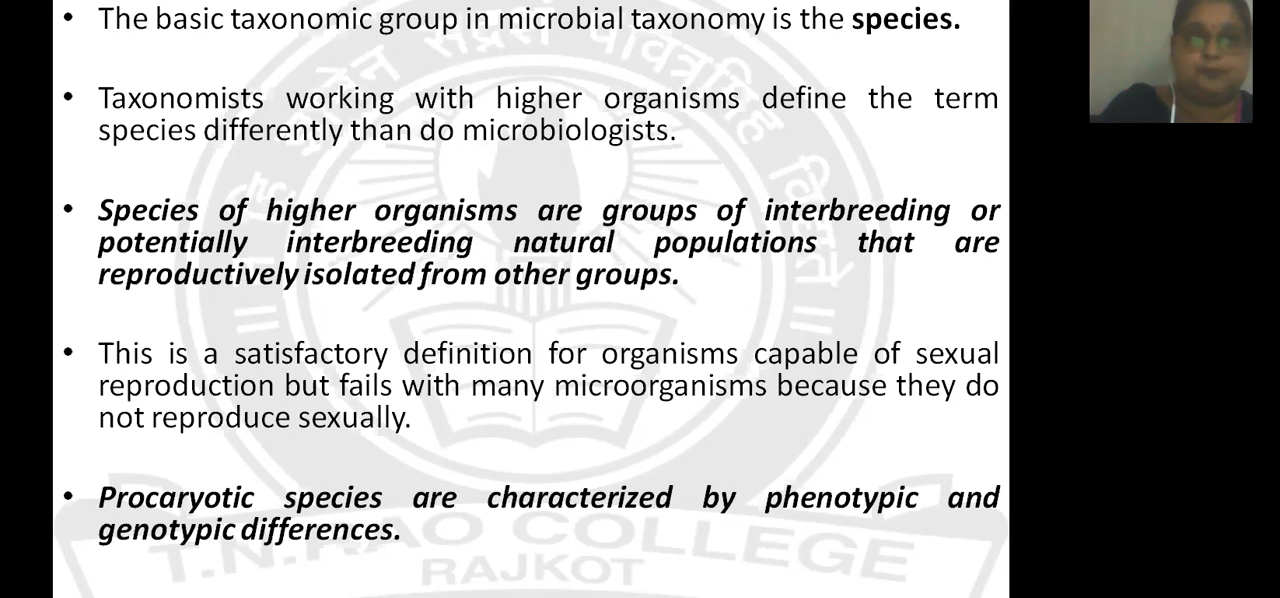 • The basic taxonomic group in microbial taxonomy is the species.
• Taxonomists working with higher organisms define the term
species differently than do microbiologists.
• Species of higher organisms are groups of interbreeding or
potentially interbreeding natural populations that are
reproductively isolated from other groups.
• This is a satisfactory definition for organisms capable of sexual
reproduction but fails with many microorganisms because they do
not reproduce sexually.
• Procaryotic species are characterized by phenotypic and
genotypic differences.
T.N.RAO COLLEGE
RAJKOT